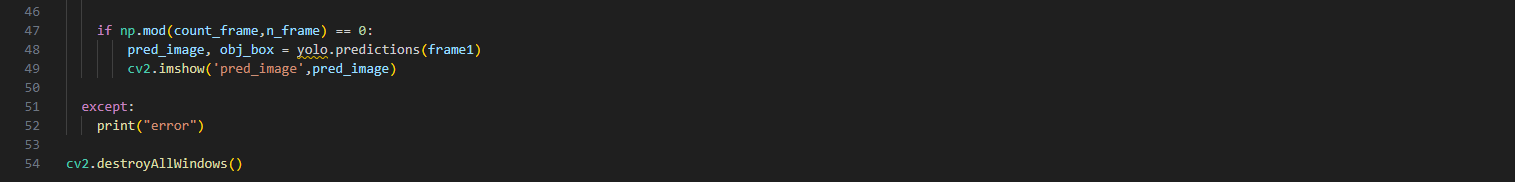 46
47 if np.mod(count_frame,n_frame) == 0:
48 pred_image, obj_box = yolo.predictions(frame1)
49 cv2.imshow('pred_image',pred_image)
50
51 except:
52 print("error")
53
54 cv2.destroyAllWindows()